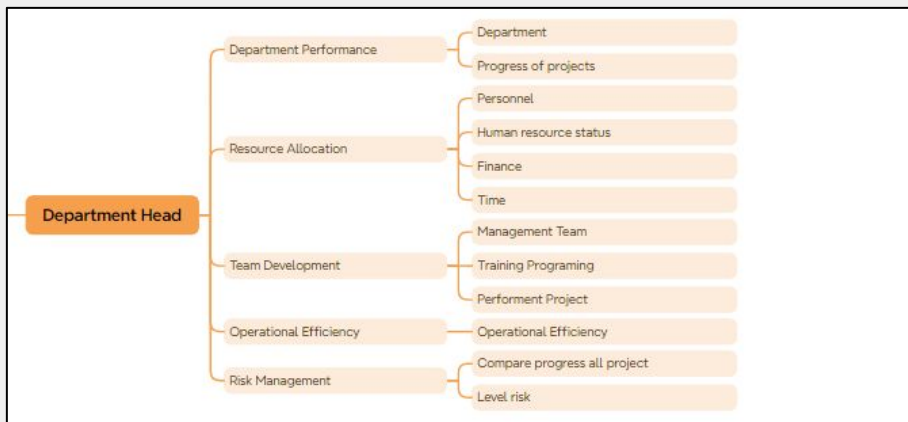 Department Head
Department Performance
Department
Progress of projects
Resource Allocation
Personnel
Human resource status
Finance
Time
Team Development
Management Team
Training Programing
Performent Project
Operational Efficiency
Operational Efficiency
Risk Management
Compare progress all project
Level risk